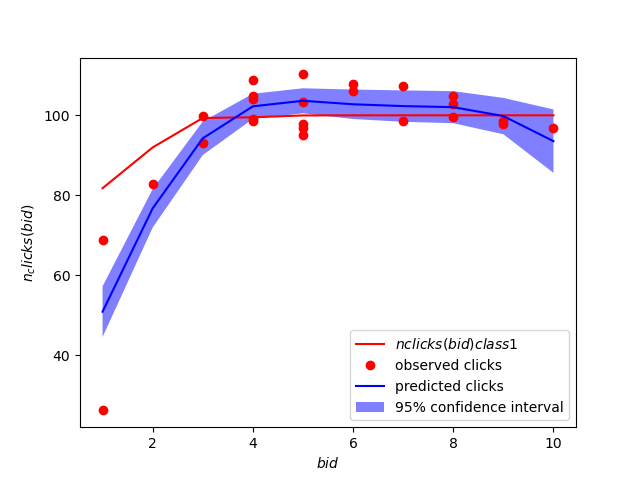 100
80
60
40
2
4
6
8
10
n_clicks(bid)
bid
nclicks(bid)class1
observed clicks
predicted clicks
95% confidence interval